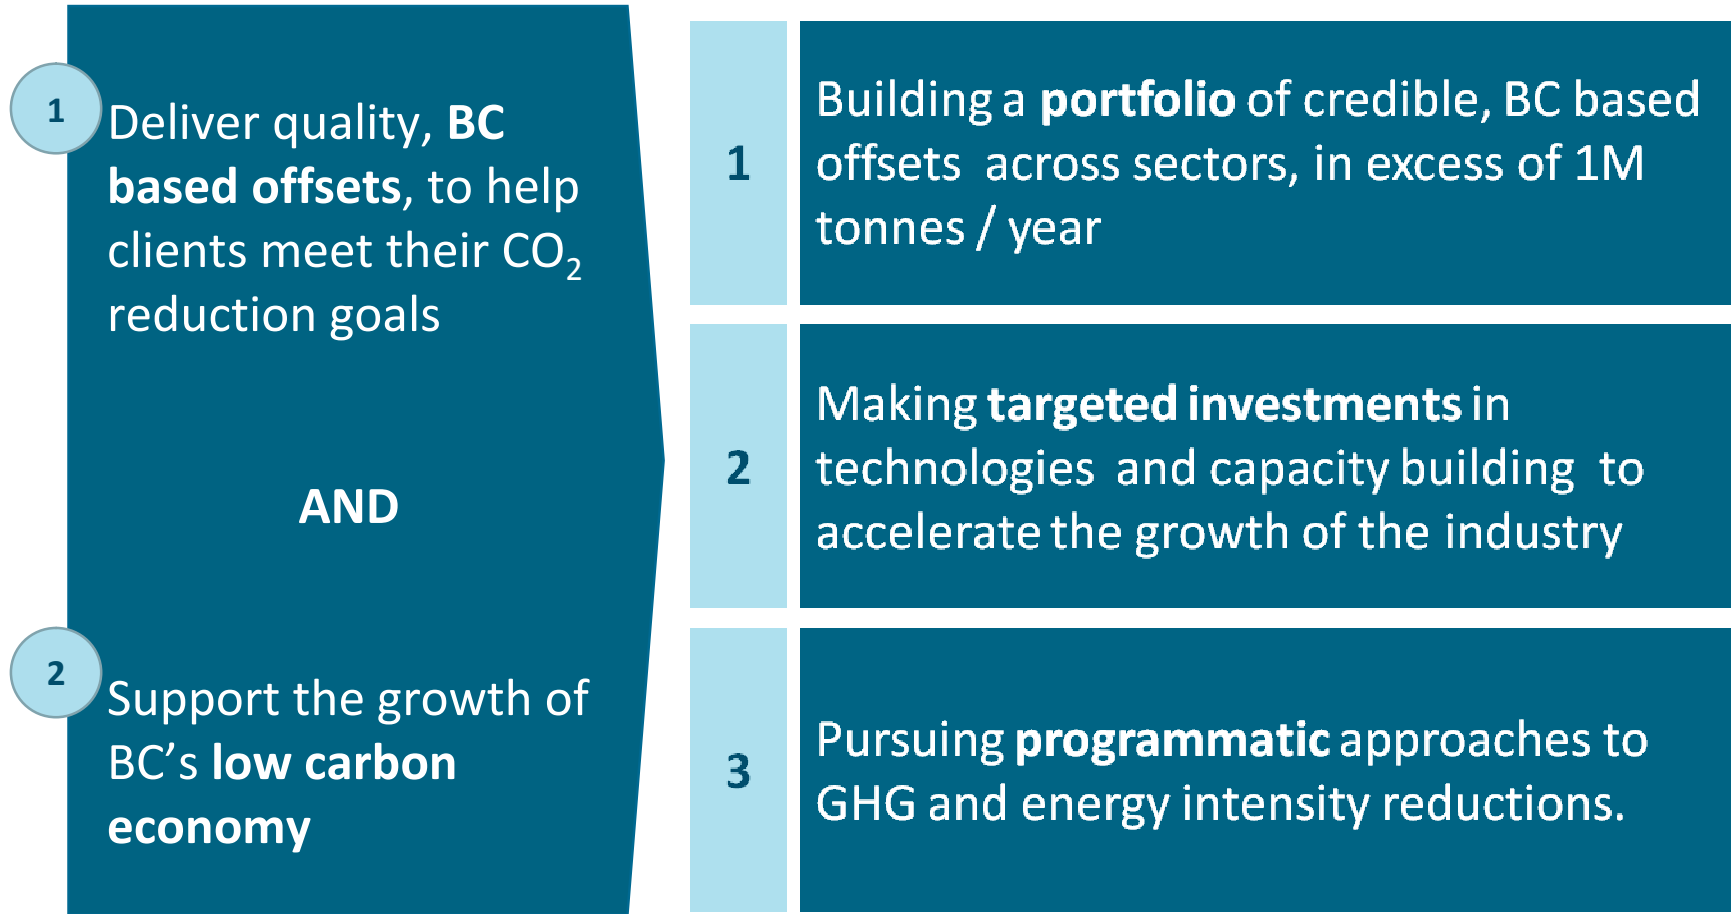 1
Deliver quality, BC
based offsets, to help
clients meet their CO₂
reduction goals
AND
2
Support the growth of
BC’s low carbon
economy
1
Building a portfolio of credible, BC based
offsets across sectors, in excess of 1M
tonnes / year
2
Making targeted investments in
technologies and capacity building to
accelerate the growth of the industry
3
Pursuing programmatic approaches to
GHG and energy intensity reductions.